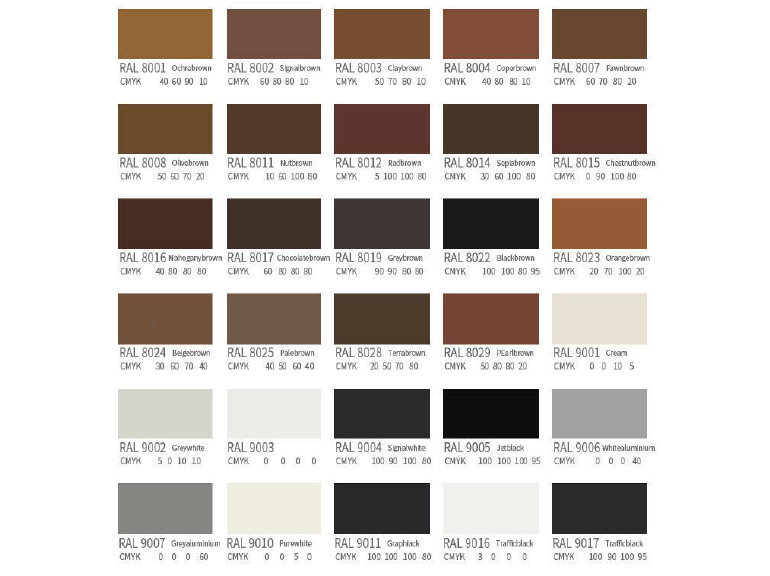 RAL 8001 Ochrobrown
CMYK 40 60 90 10
RAL 8002 Signalbrown
CMYK 60 80 80 10
RAL 8003 Claybrown
CMYK 50 70 80 10
RAL 8004 Coparbrown
CMYK 40 80 80 10
RAL 8007 Fawnbrown
CMYK 60 70 80 20
RAL 8008 Olivobrown
CMYK 50 60 70 20
RAL 8011 Nutbrown
CMYK 10 60 100 80
RAL 8012 Radbrown
CMYK 5 100 100 80
RAL 8014 Soplabrown
CMYK 30 60 100 80
RAL 8015 Chestnutbrown
CMYK 0 90 100 80
RAL 8016 Mahoganybrown
CMYK 40 80 80 80
RAL 8017 Chocolatebrown
CMYK 60 80 80 80
RAL 8019 Greybrown
CMYK 90 90 80 80
RAL 8022 Blackbrown
CMYK 100 100 80 95
RAL 8023 Orangebrown
CMYK 20 70 100 20
RAL 8024 Beigebrown
CMYK 30 60 70 40
RAL 8025 Palebrown
CMYK 40 50 60 40
RAL 8028 Terrabrown
CMYK 20 50 70 80
RAL 8029 PEarlbrown
CMYK 50 80 80 20
RAL 9001 Cream
CMYK 0 0 10 5
RAL 9002 Greywhite
CMYK 5 0 10 10
RAL 9003
CMYK 0 0 0 0
RAL 9004 Signalwhite
CMYK 100 90 100 80
RAL 9005 Jetblack
CMYK 100 100 100 95
RAL 9006 Whitealuminium
CMYK 0 0 0 40
RAL 9007 Greyaluminium
CMYK 0 0 0 60
RAL 9010 Purewhite
CMYK 0 0 5 0
RAL 9011 Graphlack
CMYK 100 100 100 80
RAL 9016 Trafficblack
CMYK 3 0 0 0
RAL 9017 Trafficblack
CMYK 100 90 100 95